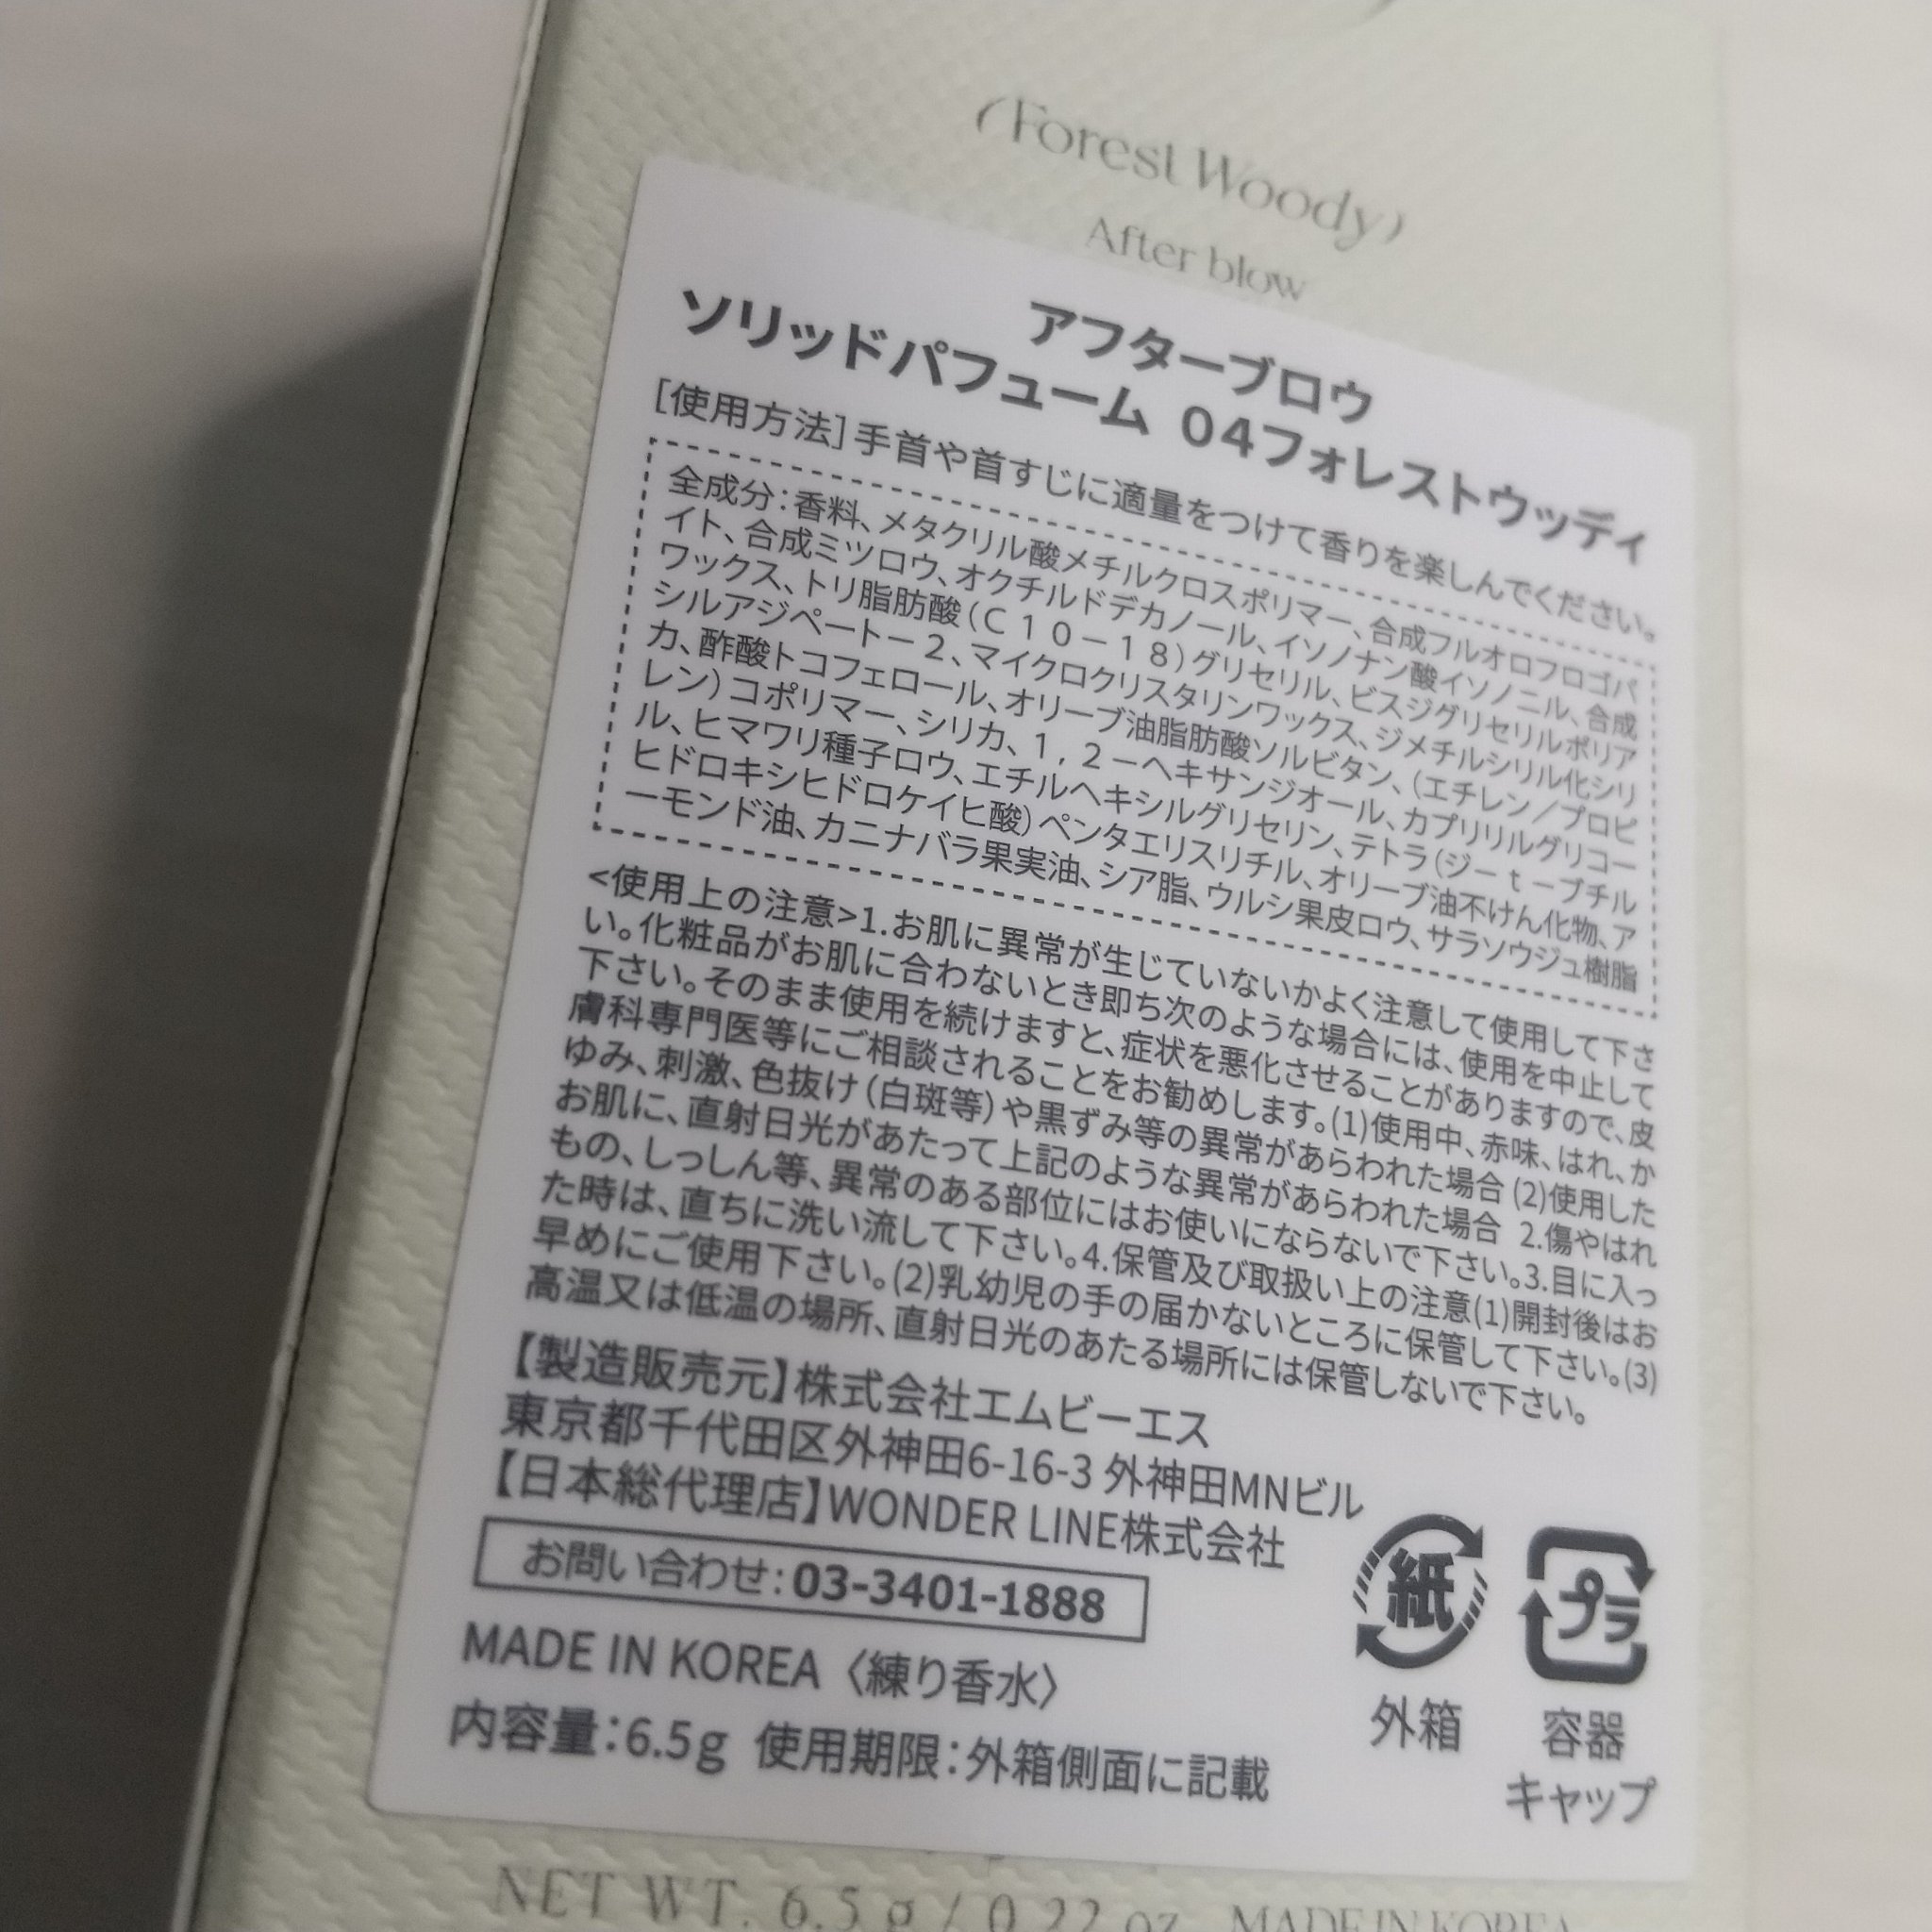 (Forest Woody)
After blow
アフターブロウ
ソリッドパフューム 04フォレストウッディ
[使用方法]手首や首すじに適量をつけて香りを楽しんでください。
全成分：香料、メタクリル酸メチルクロスポリマー、合成フルオロフロゴパ
イト、合成ミツロウ、オクチルドデカノール、イソノナン酸イソノニル、合成
ワックス、トリ脂肪酸(C10－18)グリセリル、ビスジグリセリルポリア
シルアジペート－2、マイクロクリスタリンワックス、ジメチルシリル化シリ
カ、酢酸トコフェロール、オリーブ油脂肪酸ソルビタン、(エチレン／プロピ
レン)コポリマー、シリカ、1,2－ヘキサンジオール、カプリリルグリコー
ル、ヒマワリ種子ロウ、エチルヘキシルグリセリン、テトラ(ジーtーブチル
ヒドロキシヒドロケイヒ酸)ペンタエリスリチル、オリーブ油不けん化物、ア
ーモンド油、カニナバラ果実油、シア脂、ウルシ果皮ロウ、サラソウジュ樹脂
<使用上の注意>1.お肌に異常が生じていないかよく注意して使用して下さ
い。化粧品がお肌に合わないとき即ち次のような場合には、使用を中止して
下さい。そのまま使用を続けますと、症状を悪化させることがありますので、皮
膚科専門医等にご相談されることをお勧めします。(1)使用中、赤味、はれ、か
ゆみ、刺激、色抜け(白斑等)や黒ずみ等の異常があらわれた場合 (2)使用した
お肌に、直射日光があたって上記のような異常があらわれた場合 2.傷やはれ
もの、しっしん等、異常のある部位にはお使いにならないで下さい。3.目に入っ
た時は、直ちに洗い流して下さい。4.保管及び取扱い上の注意(1)開封後はお
早めにご使用下さい。(2)乳幼児の手の届かないところに保管して下さい。(3)
高温又は低温の場所、直射日光のあたる場所には保管しないで下さい。
【製造販売元】株式会社エムビーエス
東京都千代田区外神田6-16-3 外神田MNビル
【日本総代理店】WONDER LINE株式会社
お問い合わせ：03-3401-1888
MADE IN KOREA〈練り香水〉
内容量：6.5g 使用期限：外箱側面に記載
紙
外箱
プラ
容器
キャップ
NET WT. 6.5 g / 0.22 oz MADE IN KOREA